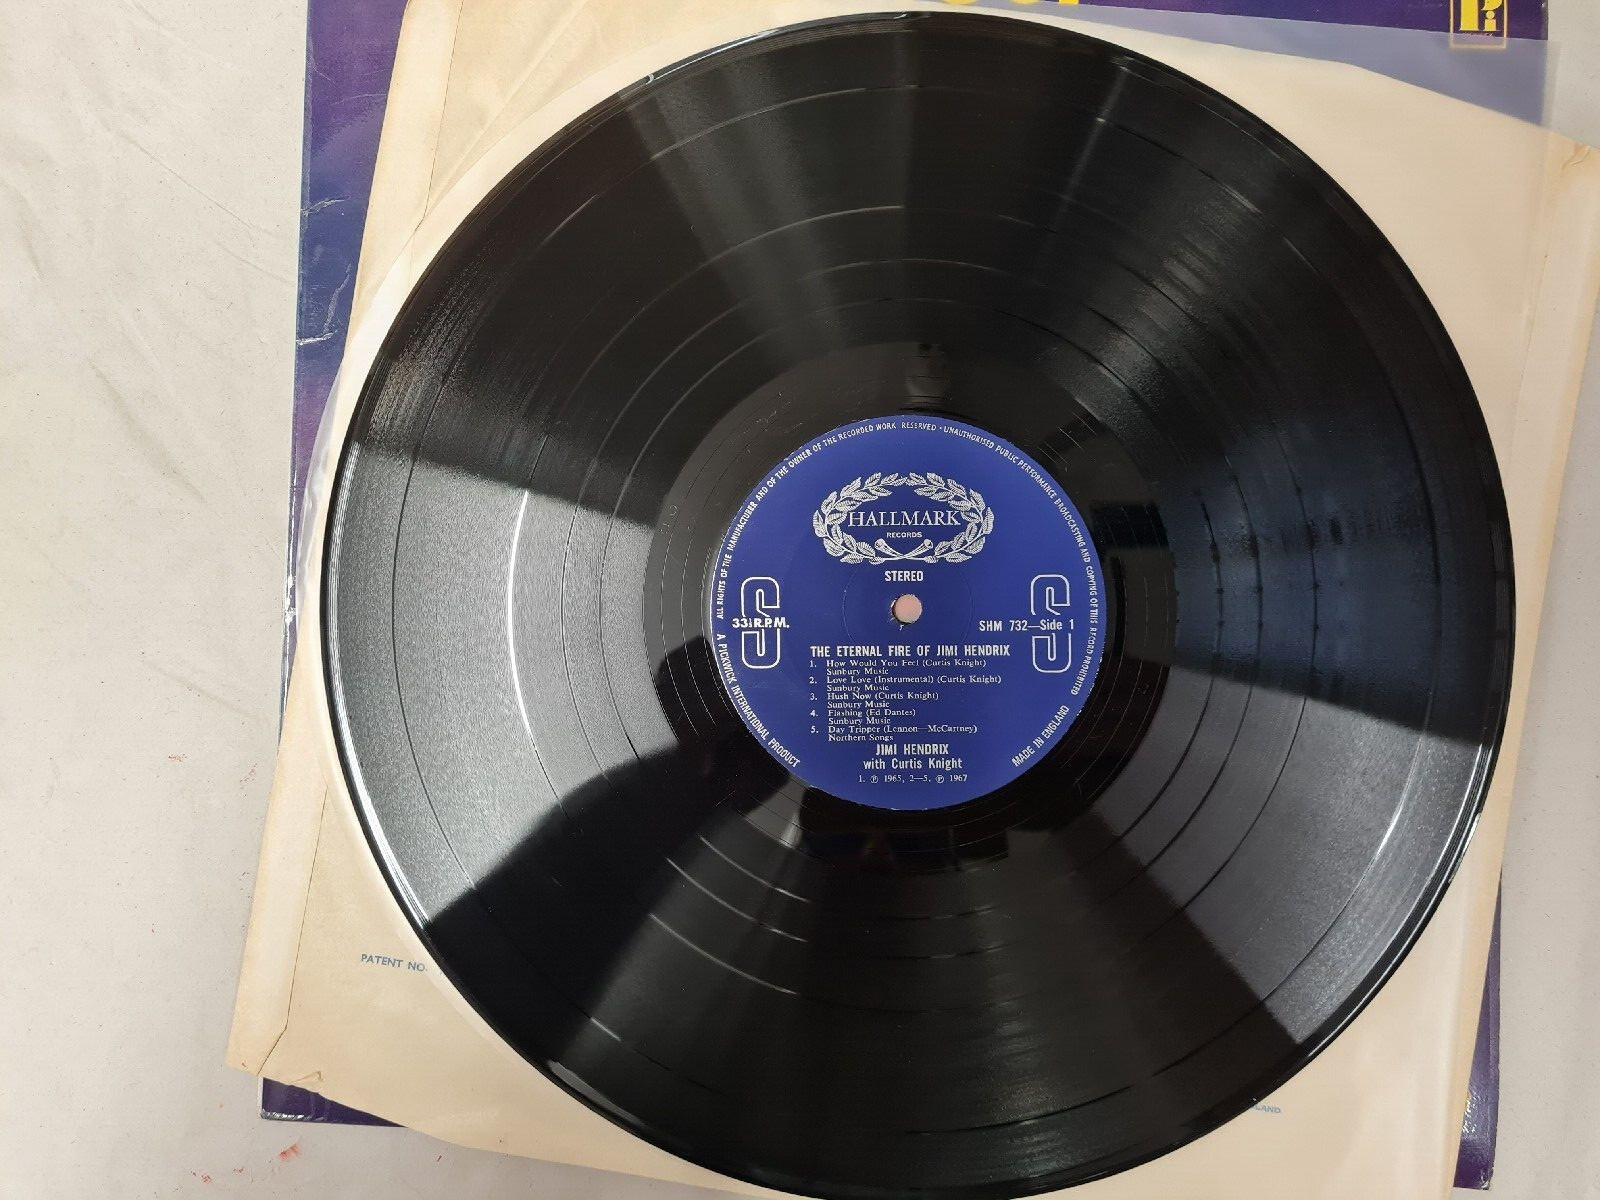 HALLMARK
RECORDS
STEREO
S
33⅓ R.P.M.
S
SHM 732—Side 1
THE ETERNAL FIRE OF JIMI HENDRIX
1. How Would You Feel (Curtis Knight)
Sunbury Music
2. Love Love (Instrumental) (Curtis Knight)
Sunbury Music
3. Hush Now (Curtis Knight)
Sunbury Music
4. Flashing (Ed Dantes)
Sunbury Music
5. Day Tripper (Lennon—McCartney)
Northern Songs
JIMI HENDRIX
with Curtis Knight
1. ℗ 1965, 2—5. ℗ 1967
ALL RIGHTS OF THE MANUFACTURER AND OF THE OWNER OF THE RECORDED WORK RESERVED · UNAUTHORISED PUBLIC PERFORMANCE BROADCASTING AND COPYING OF THIS RECORD PROHIBITED
A PICKWICK INTERNATIONAL PRODUCT
MADE IN ENGLAND
PATENT NO.